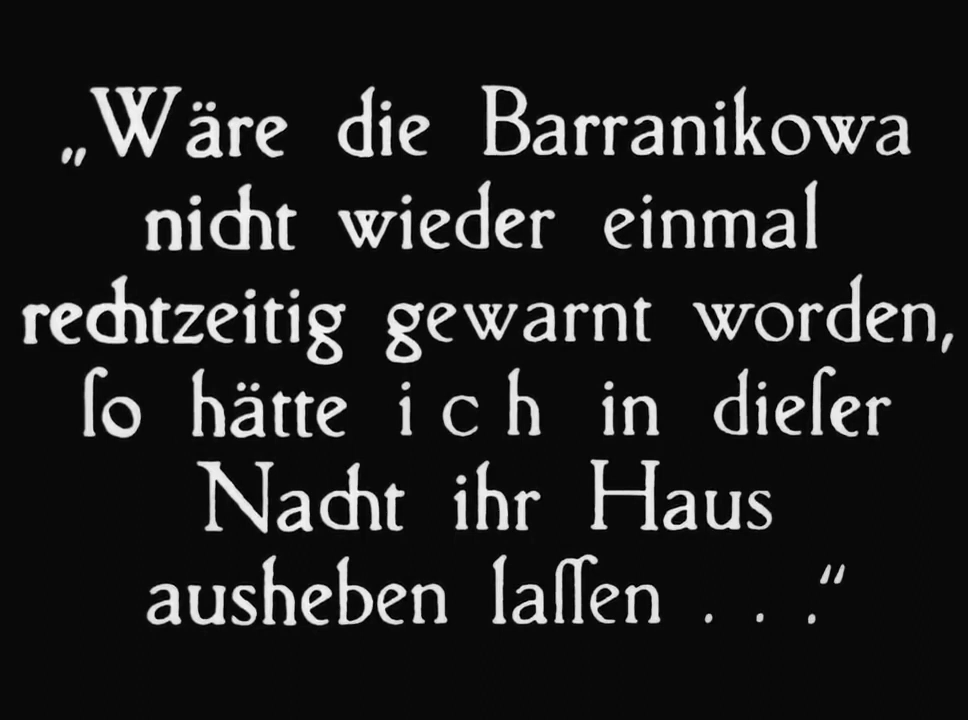 „Wäre die Barranikowa
nicht wieder einmal
rechtzeitig gewarnt worden,
ſo hätte i c h in dieſer
Nacht ihr Haus
ausheben laſſen . . .“